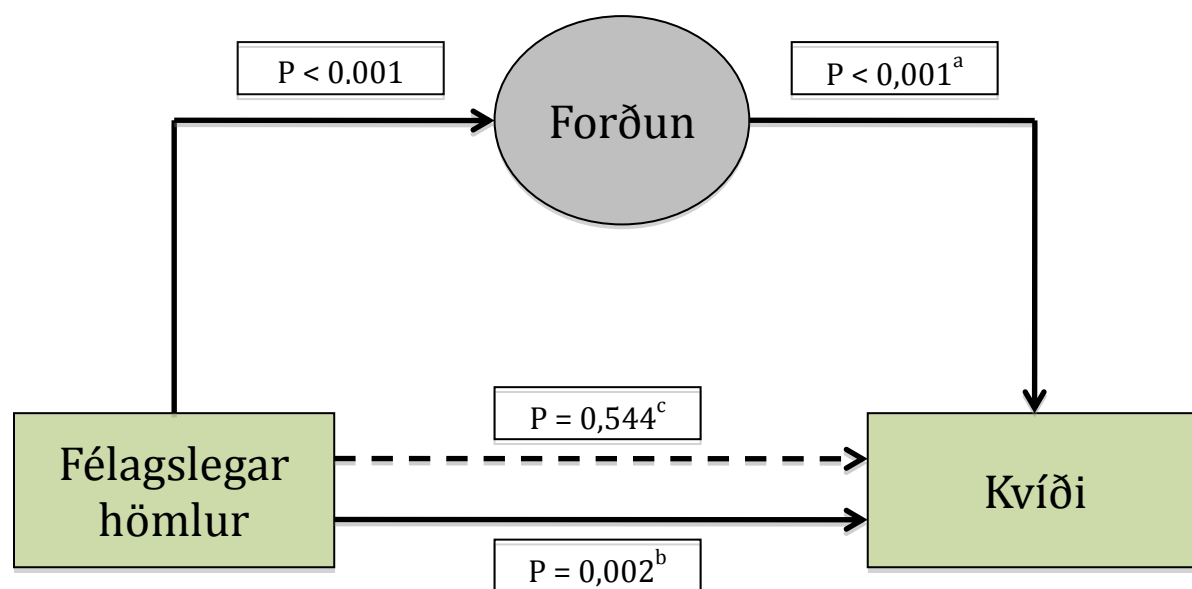 P < 0.001
P < 0,001ᵃ
Forðun
P = 0,544ᶜ
Félagslegar
hömlur
Kvíði
P = 0,002ᵇ